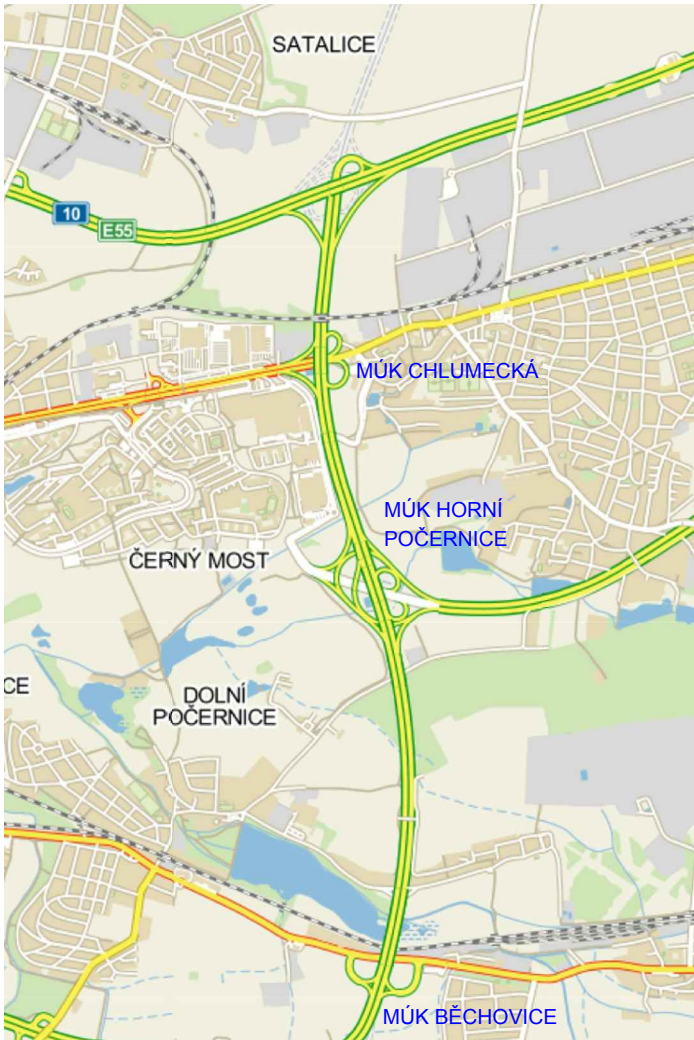 SATALICE
10
E55
MÚK CHLUMECKÁ
MÚK HORNÍ
POČERNICE
ČERNÝ MOST
CE
DOLNÍ
POČERNICE
MÚK BĚCHOVICE